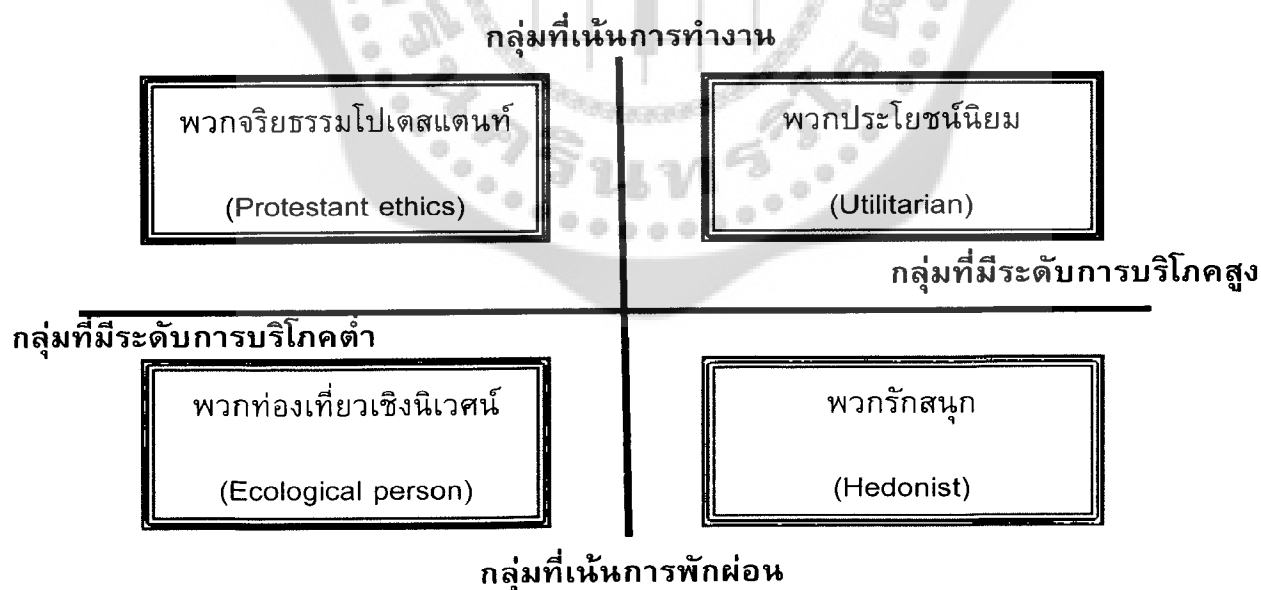 กลุ่มที่เน้นการทำงาน
พวกจริยธรรมโปเตสแตนท์
(Protestant ethics)
พวกประโยชน์นิยม
(Utilitarian)
กลุ่มที่มีระดับการบริโภคสูง
กลุ่มที่มีระดับการบริโภคต่ำ
พวกท่องเที่ยวเชิงนิเวศน์
(Ecological person)
พวกรักสนุก
(Hedonist)
กลุ่มที่เน้นการพักผ่อน